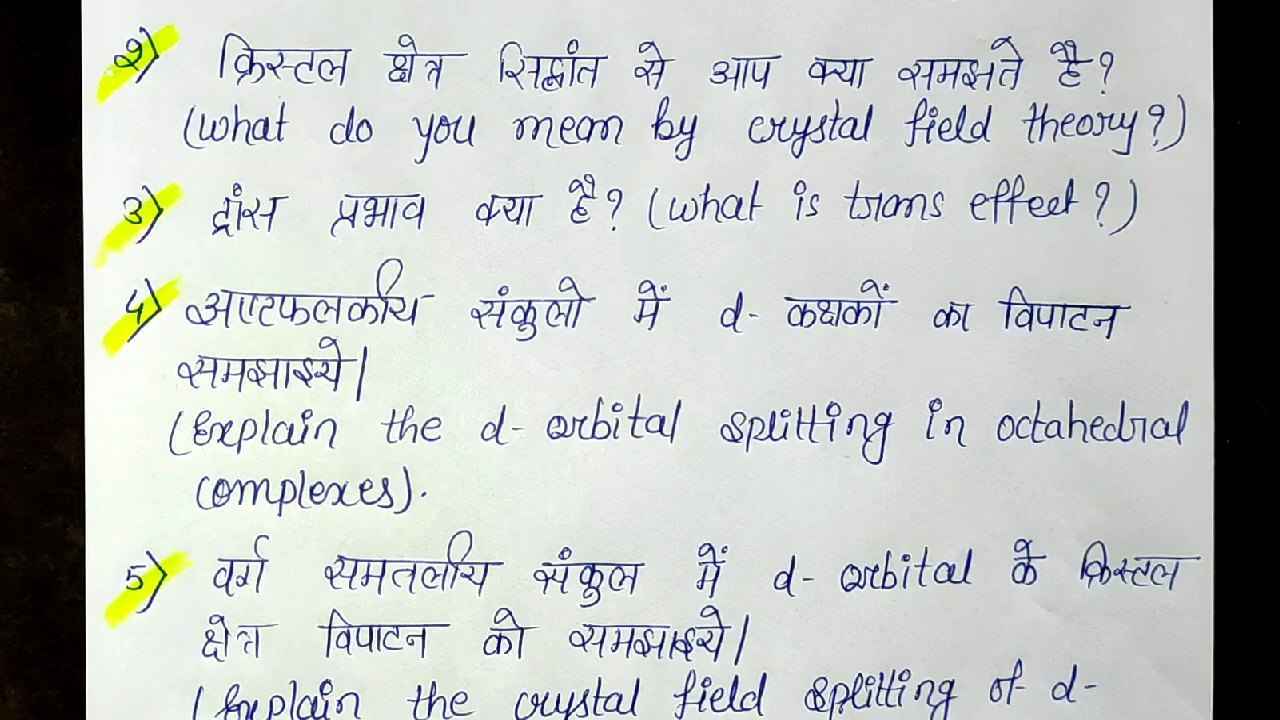 2) क्रिस्टल क्षेत्र सिद्धांत से आप क्या समझते है?
(What do you mean by crystal field theory?)
3) ट्रांस प्रभाव क्या है? (What is trans effect?)
4) अष्टफलकीय संकुलो में d- कक्षकों का विपाटन
समझाइये।
(Explain the d- orbital splitting in octahedral
complexes).
5) वर्ग समतलीय संकुल में d- orbital के क्रिस्टल
क्षेत्र विपाटन को समझाइये।
(Explain the crystal field splitting of d-